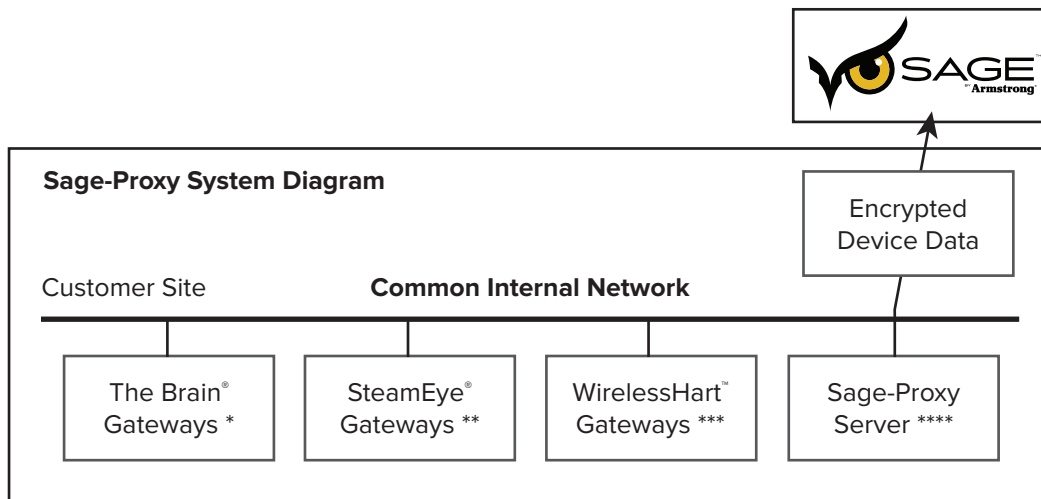 SAGE™
BY Armstrong®
Sage-Proxy System Diagram
Encrypted
Device Data
Customer Site
Common Internal Network
The Brain®
Gateways *
SteamEye®
Gateways **
WirelessHart™
Gateways ***
Sage-Proxy
Server ****